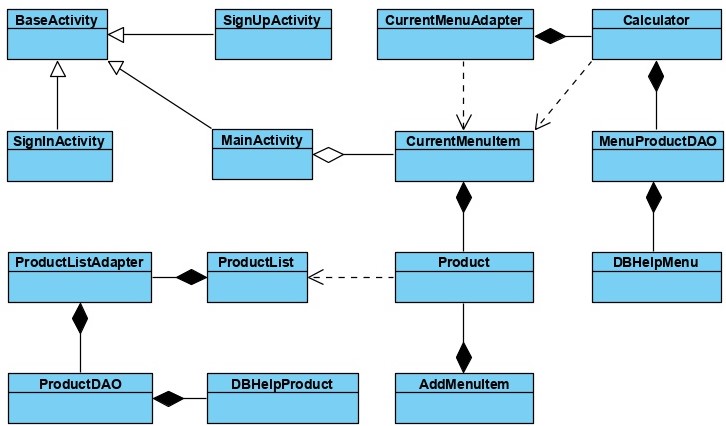 BaseActivity
SignUpActivity
CurrentMenuAdapter
Calculator
SignInActivity
MainActivity
CurrentMenuItem
MenuProductDAO
ProductListAdapter
ProductList
Product
DBHelpMenu
ProductDAO
DBHelpProduct
AddMenuItem